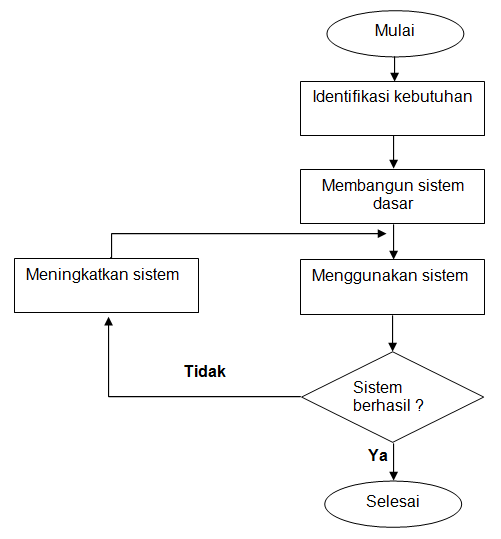 Mulai
Identifikasi kebutuhan
Membangun sistem
dasar
Meningkatkan sistem
Menggunakan sistem
Tidak
Sistem
berhasil ?
Ya
Selesai